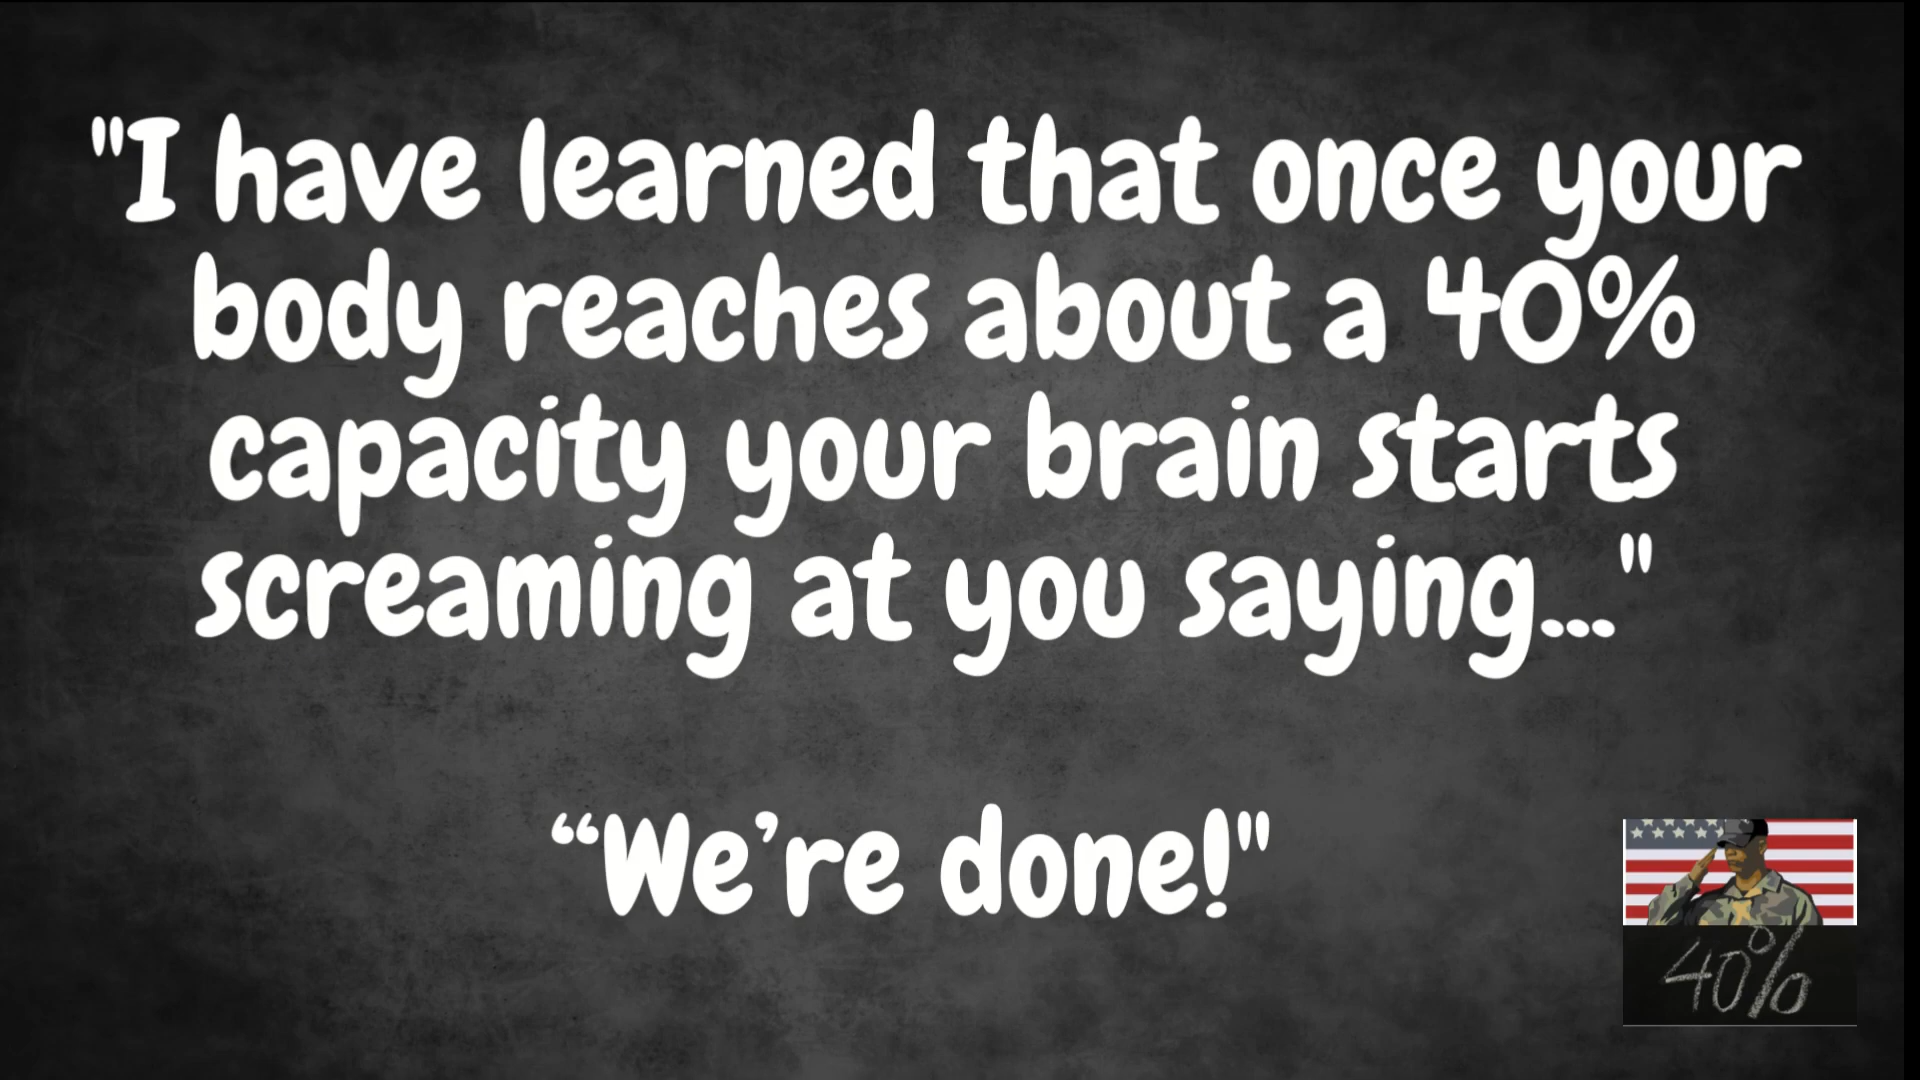 "I have learned that once your
body reaches about a 40%
capacity your brain starts
screaming at you saying..."
“We’re done!"
40%